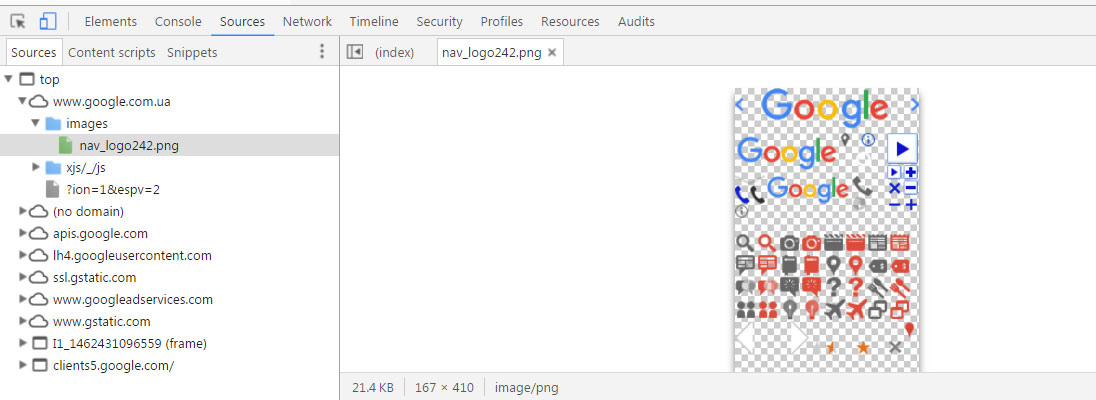 Elements Console Sources Network Timeline Security Profiles Resources Audits
Sources Content scripts Snippets
(index) nav_logo242.png ×
top
www.google.com.ua
images
nav_logo242.png
xjs/_/js
?ion=1&espv=2
(no domain)
apis.google.com
lh4.googleusercontent.com
ssl.gstatic.com
www.googleadservices.com
www.gstatic.com
I1_1462431096559 (frame)
clients5.google.com/
Google
Google
Google
21.4 KB 167 × 410 image/png